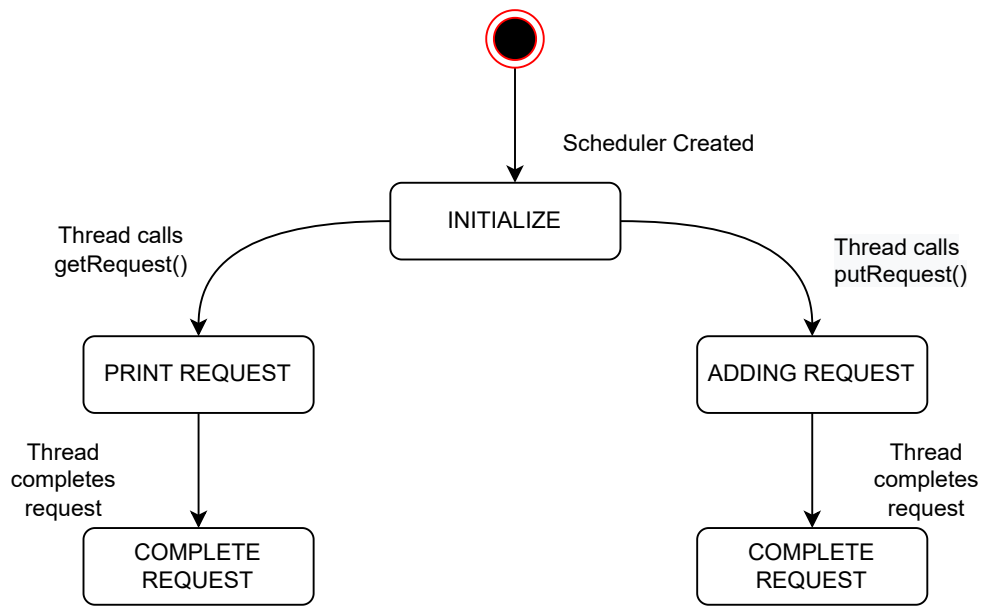 Scheduler Created
INITIALIZE
Thread calls
getRequest()
Thread calls
putRequest()
PRINT REQUEST
ADDING REQUEST
Thread
completes
request
Thread
completes
request
COMPLETE
REQUEST
COMPLETE
REQUEST